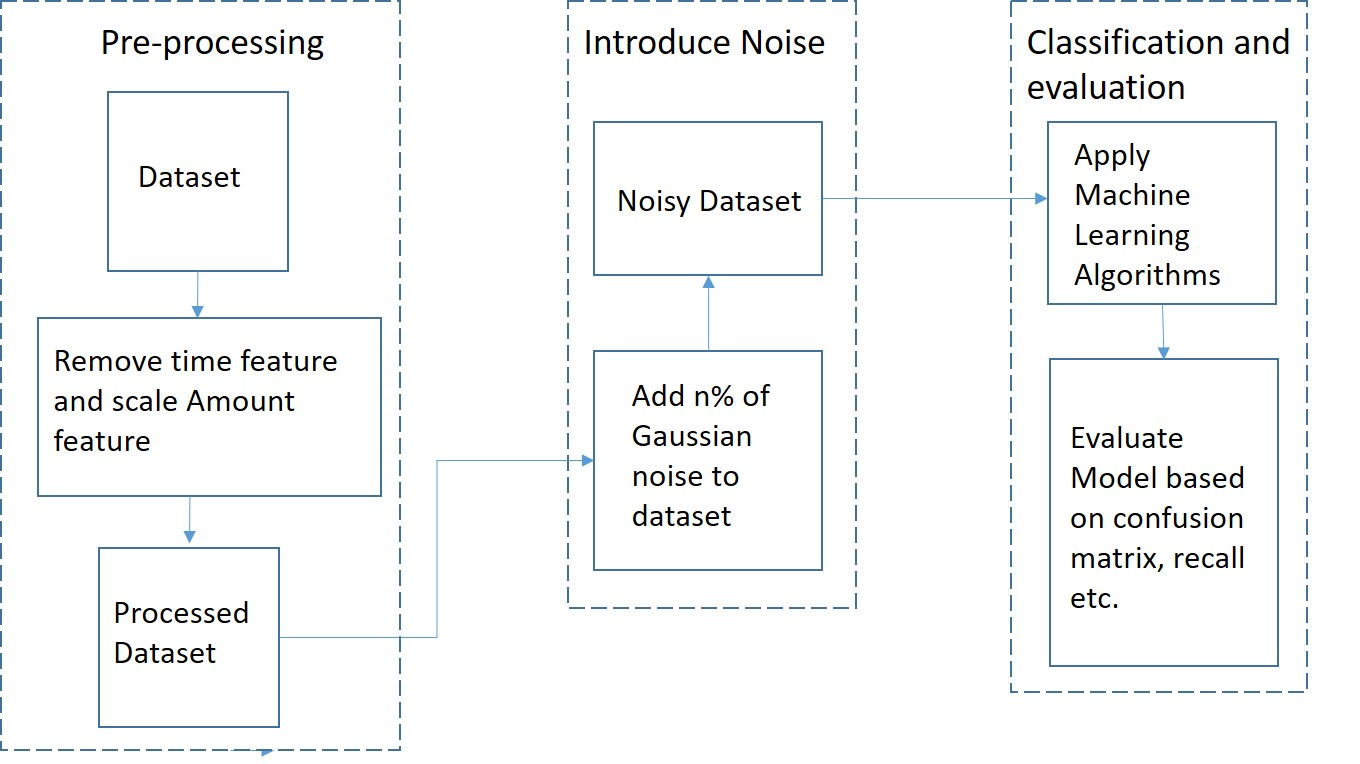 Pre-processing
Dataset
Remove time feature
and scale Amount
feature
Processed
Dataset
Introduce Noise
Noisy Dataset
Add n% of
Gaussian
noise to
dataset
Classification and
evaluation
Apply
Machine
Learning
Algorithms
Evaluate
Model based
on confusion
matrix, recall
etc.